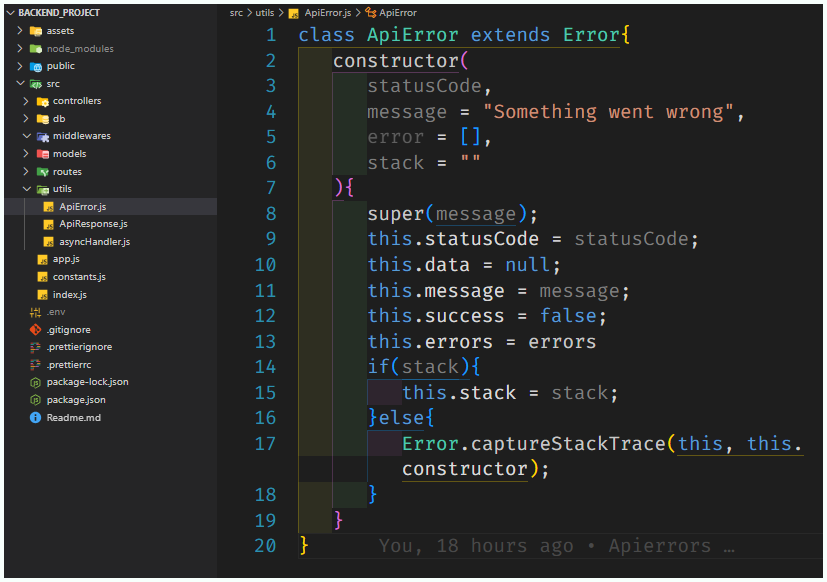 BACKEND_PROJECT
assets
node_modules
public
src
controllers
db
middlewares
models
routes
utils
ApiError.js
ApiResponse.js
asyncHandler.js
app.js
constants.js
index.js
.env
.gitignore
.prettierignore
.prettierrc
package-lock.json
package.json
Readme.md
src > utils > ApiError.js > ApiError
1 class ApiError extends Error{
2 constructor(
3 statusCode,
4 message = "Something went wrong",
5 error = [],
6 stack = ""
7 ){
8 super(message);
9 this.statusCode = statusCode;
10 this.data = null;
11 this.message = message;
12 this.success = false;
13 this.errors = errors
14 if(stack){
15 this.stack = stack;
16 }else{
17 Error.captureStackTrace(this, this.
constructor);
18 }
19 }
20 } You, 18 hours ago • Apierrors …